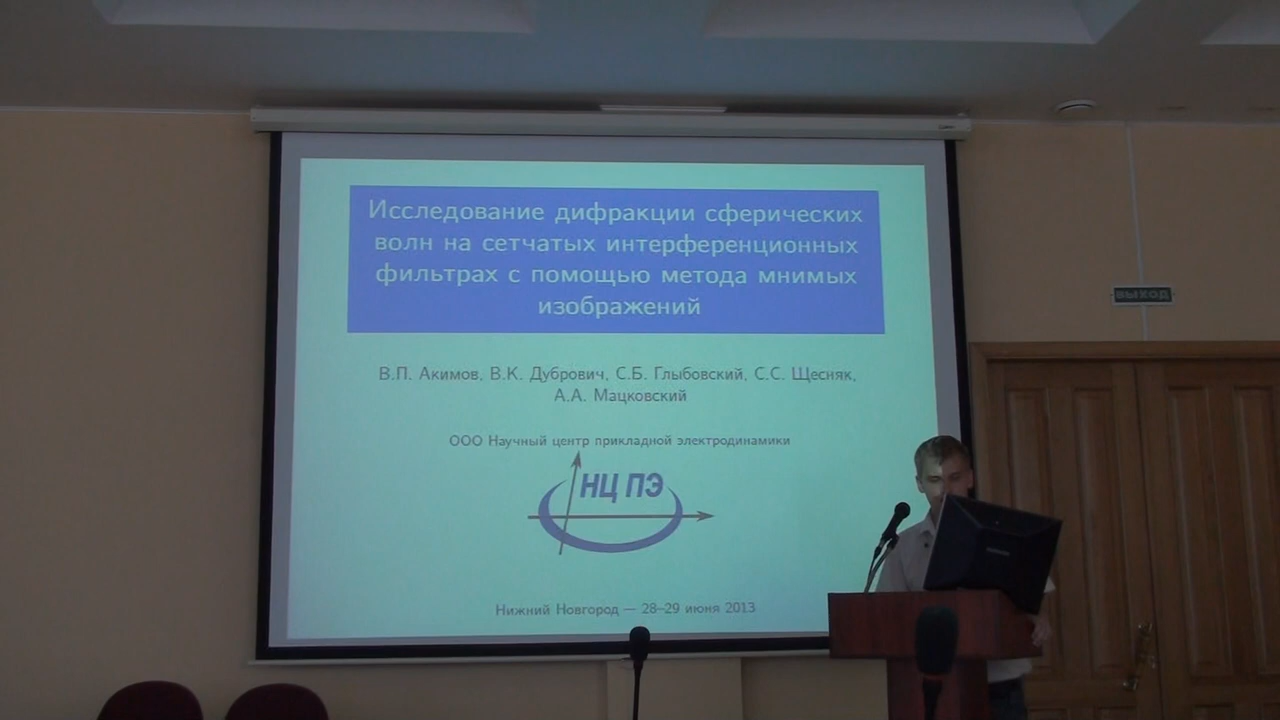 Исследование дифракции сферических
волн на сетчатых интерференционных
фильтрах с помощью метода мнимых
изображений
В.П. Акимов, В.К. Дубрович, С.Б. Глыбовский, С.С. Щесняк,
А.А. Мацковский
ООО Научный центр прикладной электродинамики
НЦ ПЭ
Нижний Новгород — 28–29 июня 2013
ВЫХОД